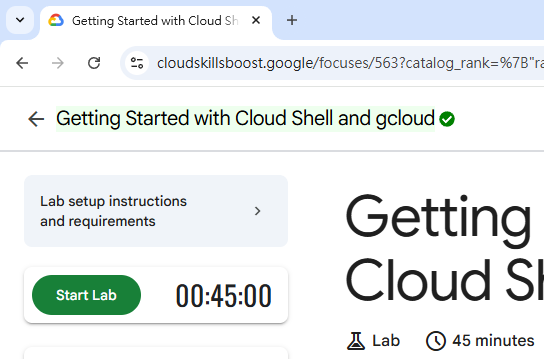 Getting Started with Cloud Sh
cloudskillsboost.google/focuses/563?catalog_rank=%7B"ra
Getting Started with Cloud Shell and gcloud
Lab setup instructions
and requirements
Start Lab
00:45:00
Getting
Cloud Sh
Lab
45 minutes